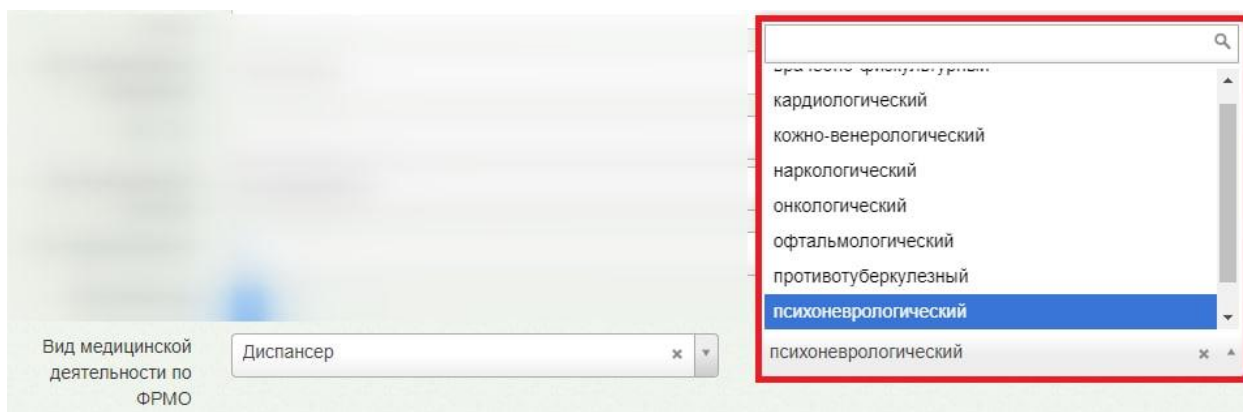 кардиологический
кожно-венерологический
наркологический
онкологический
офтальмологический
противотуберкулезный
психоневрологический
Вид медицинской
деятельности по
ФРМО
Диспансер
психоневрологический